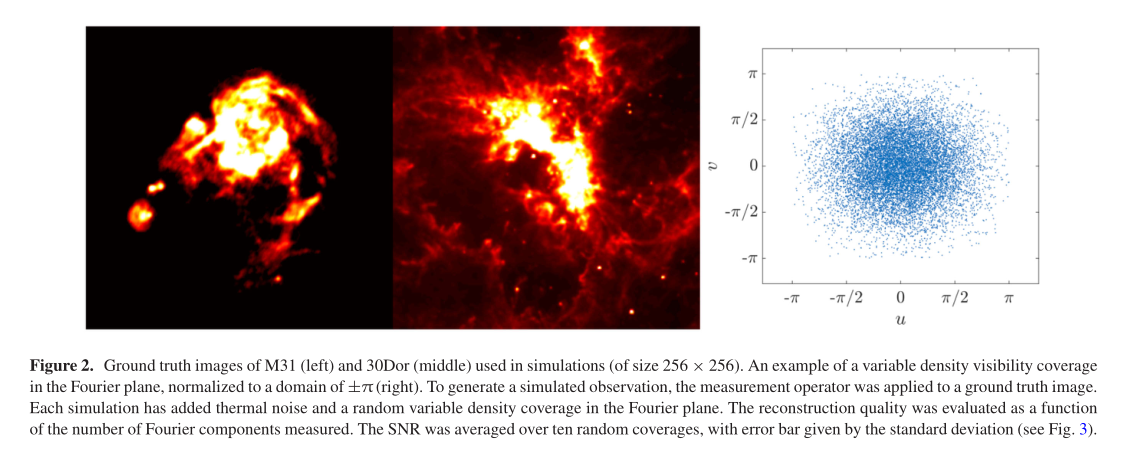 π
π/2
0
-π/2
-π
v
-π
-π/2
0
π/2
π
u
Figure 2. Ground truth images of M31 (left) and 30Dor (middle) used in simulations (of size 256 × 256). An example of a variable density visibility coverage
in the Fourier plane, normalized to a domain of ±π (right). To generate a simulated observation, the measurement operator was applied to a ground truth image.
Each simulation has added thermal noise and a random variable density coverage in the Fourier plane. The reconstruction quality was evaluated as a function
of the number of Fourier components measured. The SNR was averaged over ten random coverages, with error bar given by the standard deviation (see Fig. 3).